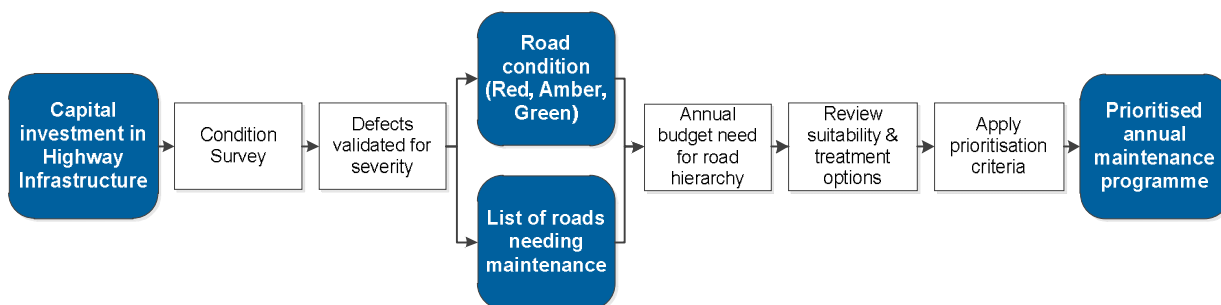 Capital
investment in
Highway
Infrastructure
Condition
Survey
Defects
validated for
severity
Road
condition
(Red, Amber,
Green)
List of roads
needing
maintenance
Annual
budget need
for road
hierarchy
Review
suitability &
treatment
options
Apply
prioritisation
criteria
Prioritised
annual
maintenance
programme